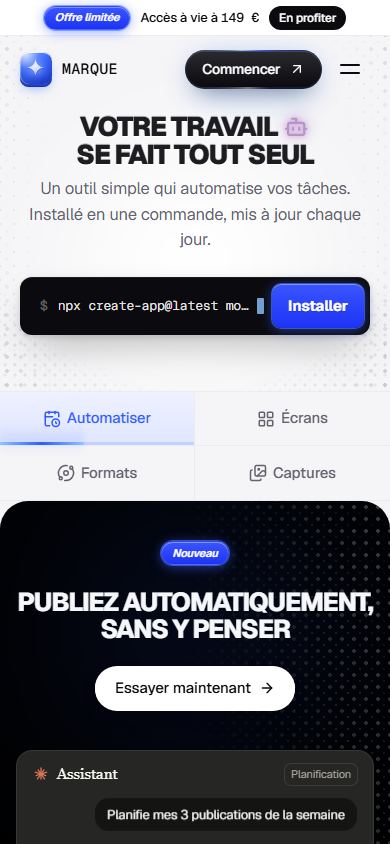 Offre limitée Accès à vie à 149 € En profiter
MARQUE Commencer
VOTRE TRAVAIL
SE FAIT TOUT SEUL
Un outil simple qui automatise vos tâches.
Installé en une commande, mis à jour chaque
jour.
$ npx create-app@latest mo… Installer
Automatiser Écrans
Formats Captures
Nouveau
PUBLIEZ AUTOMATIQUEMENT,
SANS Y PENSER
Essayer maintenant
Assistant Planification
Planifie mes 3 publications de la semaine